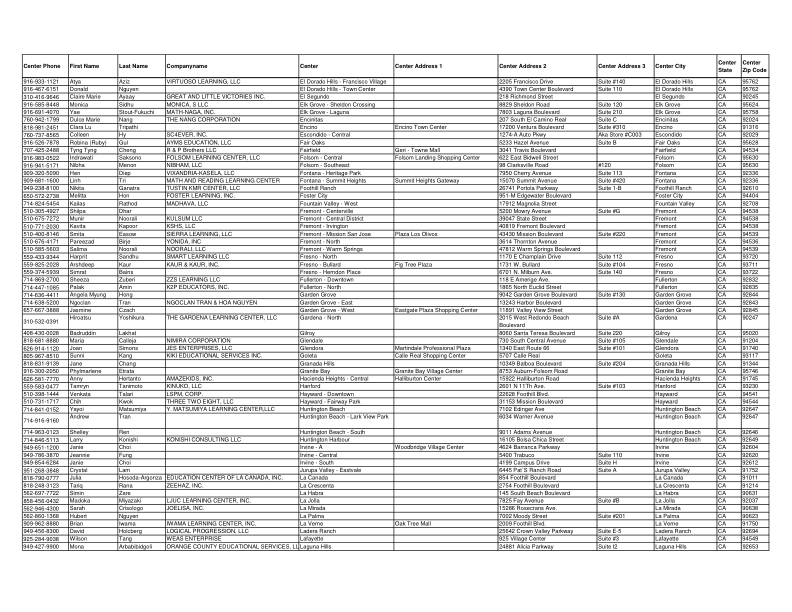 Center Phone First Name Last Name Companyname Center Center Address 1 Center Address 2 Center Address 3 Center City Center State Center Zip Code
916-933-1121 Atya Aziz VIRTUOSO LEARNING, LLC El Dorado Hills - Francisco Village 2205 Francisco Drive Suite #140 El Dorado Hills CA 95762
916-467-6151 Donald Nguyen El Dorado Hills - Town Center 4390 Town Center Boulevard Suite 110 El Dorado Hills CA 95762
310-416-9646 Claire Marie Ayaay GREAT AND LITTLE VICTORIES INC. El Segundo 218 Richmond Street El Segundo CA 90245
916-585-8448 Monica Sidhu MONICA, S LLC Elk Grove - Sheldon Crossing 8829 Sheldon Road Suite 120 Elk Grove CA 95624
916-691-4070 Yae Stout-Fukuchi MATH-NAGA, INC. Elk Grove - Southeast 7803 Laguna Boulevard Suite 210 Elk Grove CA 95758
760-942-1799 Dulce Marie Nang THE NANG CORPORATION Encinitas 207 South El Camino Real Suite C Encinitas CA 92024
818-981-2451 Clara Lu Tripathi Encino Encino Town Center 17200 Ventura Boulevard Suite #310 Encino CA 91316
760-737-8565 Colleen Hy SC4EVER, INC. Escondido - Central 1274-A Auto Pkwy Aka Store #C003 Escondido CA 92029
916-526-7878 Robina (Ruby) Gul AYMS EDUCATION, LLC Fair Oaks 5233 Hazel Avenue Suite B Fair Oaks CA 95628
707-425-2488 Tyng Tyng Cheng R & P Brothers LLC Fairfield Geri - Towne Mall 3041 Travis Boulevard Fairfield CA 94534
916-983-0522 Indrawati Saksono FOLSOM LEARNING CENTER, LLC Folsom - Central Folsom Landing Shopping Center 622 East Bidwell Street Folsom CA 95630
916-941-5171 Nibha Menon NIBHAM, LLC Folsom - South 98 Clarksville Road #120 Folsom CA 95630
909-320-5090 Hen Diep VIXANDRIA-KASELA, LLC Fontana - Heritage Park 7950 Cherry Avenue Suite 113 Fontana CA 92336
909-681-1600 Linh Tri MATH AND READING LEARNING CENTER Fontana - Summit Heights Summit Heights Gateway 15070 Summit Avenue Suite #420 Fontana CA 92336
949-238-8100 Nikita Ganatra TUSTIN KMR CENTER, LLC Foothill Ranch 26741 Portola Parkway Suite 1-B Foothill Ranch CA 92610
650-572-2738 Melitta Hori FOSTER LEARNING, LLC Foster City 951-M Edgewater Boulevard Foster City CA 94404
714-824-5454 Kailas Rathod MADHAVA, LLC Fountain Valley - West 17912 Magnolia Street Fountain Valley CA 92708
510-305-4927 Shilpa Dhar Fremont - Centerville 5200 Mowry Avenue Suite #G Fremont CA 94538
510-675-7272 Munir Noorali KULSUM LLC Fremont - Central District 39047 State Street Fremont CA 94538
510-771-2030 Kavita Kapoor KSHS, LLC Fremont - Irvington 40819 Fremont Boulevard Fremont CA 94538
510-400-8146 Smita Easow SIERRA LEARNING, LLC Fremont - Mission San Jose Plaza Los Olivos 43430 Mission Boulevard Suite #220 Fremont CA 94539
510-676-4171 Pareezad Birjie YONIDA, INC Fremont - North 3614 Thornton Avenue Fremont CA 94536
510-585-5603 Salima Noorali NOORALI, LLC Fremont - Warm Springs 47812 Warm Springs Boulevard Fremont CA 94539
559-433-9344 Harprit Sandhu SMART LEARNING LLC Fresno - North 1170 E Champlain Drive Suite 112 Fresno CA 93720
559-825-2028 Arshdeep Kaur KAUR & KAUR, INC. Fresno - Bullard Fig Tree Plaza 1731 W. Bullard Suite #104 Fresno CA 93711
559-374-5939 Simrat Bains Fresno - Herndon Place 6701 N. Milburn Ave. Suite 140 Fresno CA 93722
714-869-2700 Sheeza Zuberi ZZS LEARNING LLC Fullerton 118 E Amerige Ave Fullerton CA 92832
714-447-1085 Palak Amin K2P EDUCATORS, INC. Fullerton - North 1865 North Euclid Street Fullerton CA 92835
714-636-4411 Angela Myung Hong Garden Grove 9042 Garden Grove Boulevard Suite #130 Garden Grove CA 92844
714-638-5200 Ngoclan Tran NGOCLAN TRAN & HOA NGUYEN Garden Grove - East 13243 Harbor Boulevard Garden Grove CA 92843
657-667-3888 Jasmine Czech Garden Grove - West Eastgate Plaza Shopping Center 11891 Valley View Street Garden Grove CA 92845
310-532-0391 Hiroatsu Yoshikura THE GARDENA LEARNING CENTER, LLC Gardena - North 2015 West Redondo Beach Boulevard Suite #A Gardena CA 90247
408-430-0028 Badruddin Lakhat Gilroy 8060 Santa Teresa Boulevard Suite 220 Gilroy CA 95020
818-681-6880 Maria Calleja NIMIRA CORPORATION Glendale 730 South Central Avenue Suite #105 Glendale CA 91204
626-914-1120 Joan Simons JES ENTERPRISES, LLC Glendora Martindale Professional Plaza 1340 East Route 66 Suite #101 Glendora CA 91740
805-967-8510 Sunni Kang KIKI EDUCATIONAL SERVICES INC. Goleta Calle Real Shopping Center 5707 Calle Real Goleta CA 93117
818-831-9139 Jane Chang Granada Hills 10349 Balboa Boulevard Suite #204 Granada Hills CA 91344
916-300-2050 Phylmarlene Etrata Granite Bay Granite Bay Village Center 8753 Auburn-Folsom Road Granite Bay CA 95746
626-581-7770 Anny Hertanto AMAZEKIDS, INC. Hacienda Heights - Central Halliburton Center 15922 Halliburton Road Hacienda Heights CA 91745
559-583-0477 Tamryn Tanimoto KINUKO, LLC Hanford 2601 N 11Th Ave. Suite #103 Hanford CA 93230
510-398-1444 Venkata Talari LSPM, CORP. Hayward - Downtown 22628 Foothill Blvd. Hayward CA 94541
510-731-1717 Chih Kwok THREE TWO EIGHT, LLC Hayward - Fairway Park 31153 Mission Boulevard Hayward CA 94544
714-841-0152 Yayoi Matsumiya Y. MATSUMIYA LEARNING CENTER,LLC Huntington Beach 7102 Edinger Ave Huntington Beach CA 92647
714-916-9160 Andrew Tran Huntington Beach - Lark View Park 6034 Warner Avenue Huntington Beach CA 92647
714-963-0123 Shelley Ren Huntington Beach - South 9011 Adams Avenue Huntington Beach CA 92646
714-846-5113 Larry Konishi KONISHI CONSULTING LLC Huntington Harbour 16105 Bolsa Chica Street Huntington Beach CA 92649
949-651-1200 Janie Choi Irvine - A Woodbridge Village Center 4624 Barranca Parkway Irvine CA 92604
949-786-3870 Jeannie Fung Irvine - Central 5400 Trabuco Suite 110 Irvine CA 92620
949-654-6284 Janie Choi Irvine - South 4199 Campus Drive Suite H Irvine CA 92612
951-268-3848 Crystal Lam Jurupa Valley - Eastvale 6445 Pat'S Ranch Road Suite A Jurupa Valley CA 91752
818-790-0777 Julia Hosoda-Argonza EDUCATION CENTER OF LA CANADA, INC. La Canada 854 Foothill Boulevard La Canada CA 91011
818-248-3123 Tariq Rana ZEEHAZ, INC. La Crescenta 2754 Foothill Boulevard La Crescenta CA 91214
562-697-7722 Simin Zare La Habra 145 South Beach Boulevard La Habra CA 90631
858-456-0432 Madoka Miyazaki LJUC LEARNING CENTER, INC. La Jolla 7825 Fay Avenue Suite #B La Jolla CA 92037
562-946-4300 Sarah Crisologo JOELISA, INC. La Mirada 15286 Rosecrans Ave. La Mirada CA 90638
562-860-1368 Hubert Nguyen La Palma 7002 Moody Street Suite #201 La Palma CA 90623
909-962-8880 Brian Iwama IWAMA LEARNING CENTER, INC. La Verne Oak Tree Mall 2009 Foothill Blvd. La Verne CA 91750
949-456-8300 David Holoberg LOGICAL PROGRESSION, LLC Ladera Ranch 25642 Crown Valley Parkway Suite E-5 Ladera Ranch CA 92694
925-284-9038 Wilson Tang WEAS ENTERPRISE Lafayette 925 Village Center Suite #3 Lafayette CA 94549
949-427-9900 Mona Arbabibidgoli ORANGE COUNTY EDUCATIONAL SERVICES, LL Laguna Hills 24881 Alicia Parkway Suite I2 Laguna Hills CA 92653